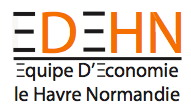 EDEHN
Equipe D'Economie
le Havre Normandie